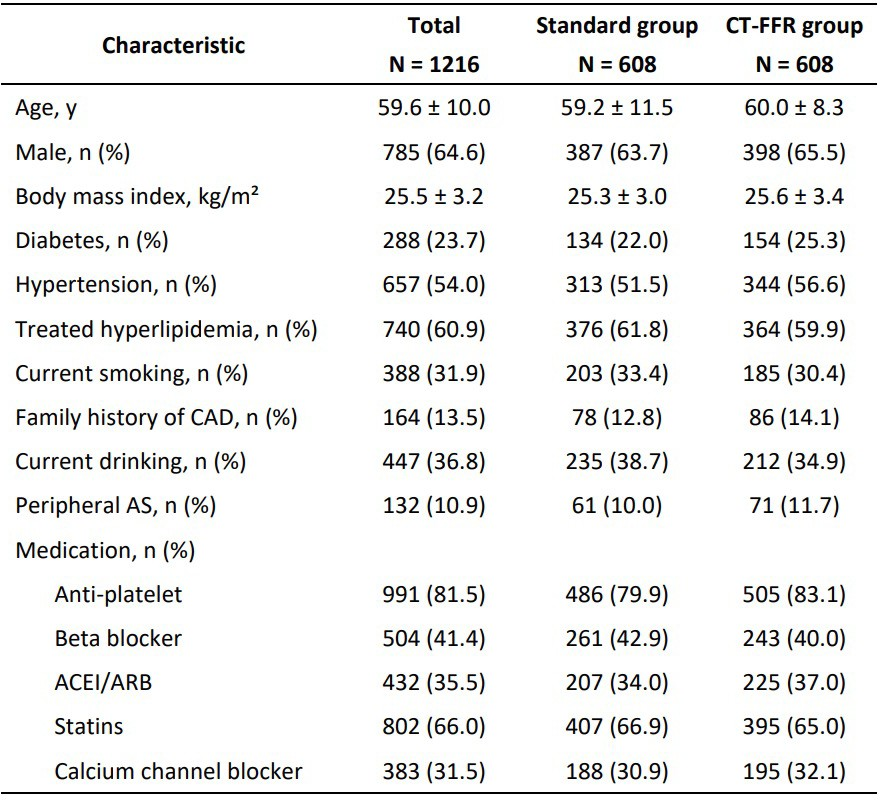 Characteristic Total Standard group CT-FFR group
N = 1216 N = 608 N = 608
Age, y 59.6 ± 10.0 59.2 ± 11.5 60.0 ± 8.3
Male, n (%) 785 (64.6) 387 (63.7) 398 (65.5)
Body mass index, kg/m² 25.5 ± 3.2 25.3 ± 3.0 25.6 ± 3.4
Diabetes, n (%) 288 (23.7) 134 (22.0) 154 (25.3)
Hypertension, n (%) 657 (54.0) 313 (51.5) 344 (56.6)
Treated hyperlipidemia, n (%) 740 (60.9) 376 (61.8) 364 (59.9)
Current smoking, n (%) 388 (31.9) 203 (33.4) 185 (30.4)
Family history of CAD, n (%) 164 (13.5) 78 (12.8) 86 (14.1)
Current drinking, n (%) 447 (36.8) 235 (38.7) 212 (34.9)
Peripheral AS, n (%) 132 (10.9) 61 (10.0) 71 (11.7)
Medication, n (%)
Anti-platelet 991 (81.5) 486 (79.9) 505 (83.1)
Beta blocker 504 (41.4) 261 (42.9) 243 (40.0)
ACEI/ARB 432 (35.5) 207 (34.0) 225 (37.0)
Statins 802 (66.0) 407 (66.9) 395 (65.0)
Calcium channel blocker 383 (31.5) 188 (30.9) 195 (32.1)